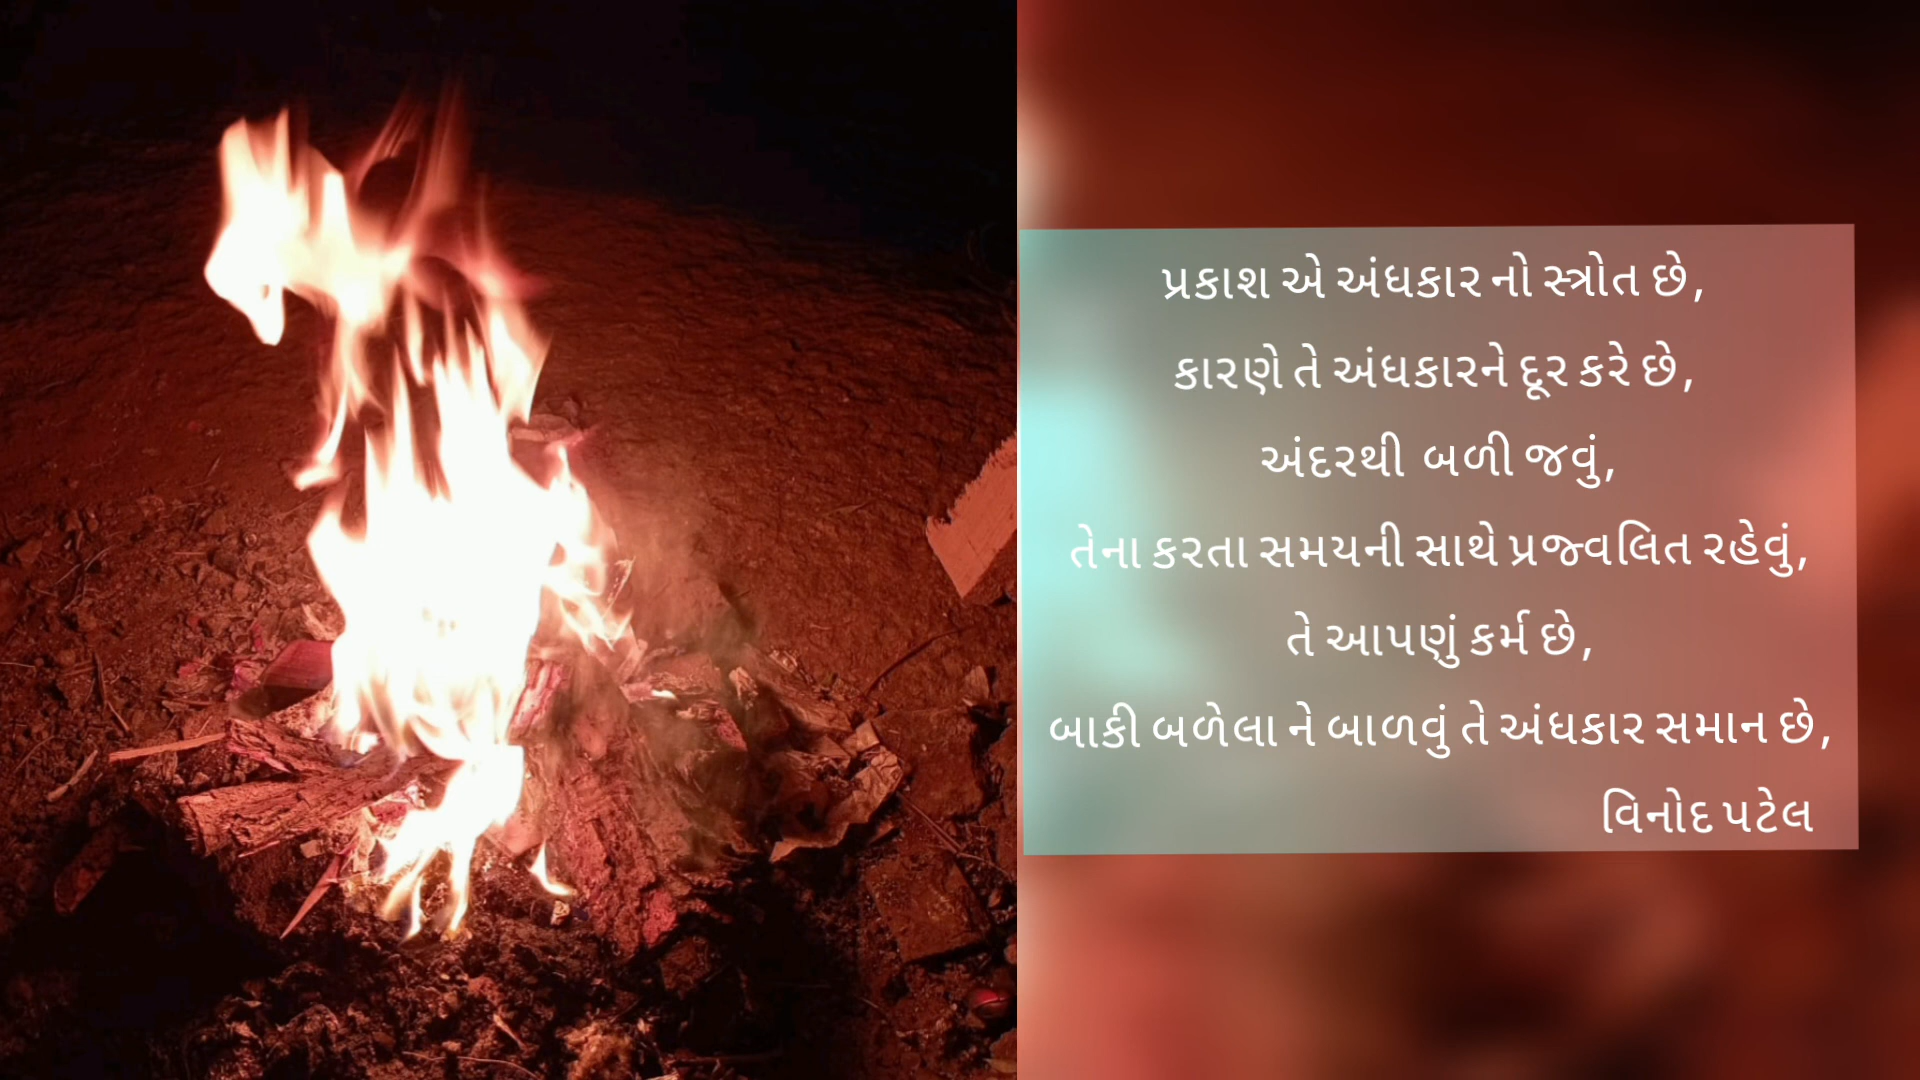 પ્રકાશ એ અંધકાર નો સ્ત્રોત છે,
કારણે તે અંધકારને દૂર કરે છે,
અંદરથી બળી જવું,
તેના કરતા સમયની સાથે પ્રજ્વલિત રહેવું,
તે આપણું કર્મ છે,
બાકી બળેલા ને બાળવું તે અંધકાર સમાન છે,
વિનોદ પટેલ